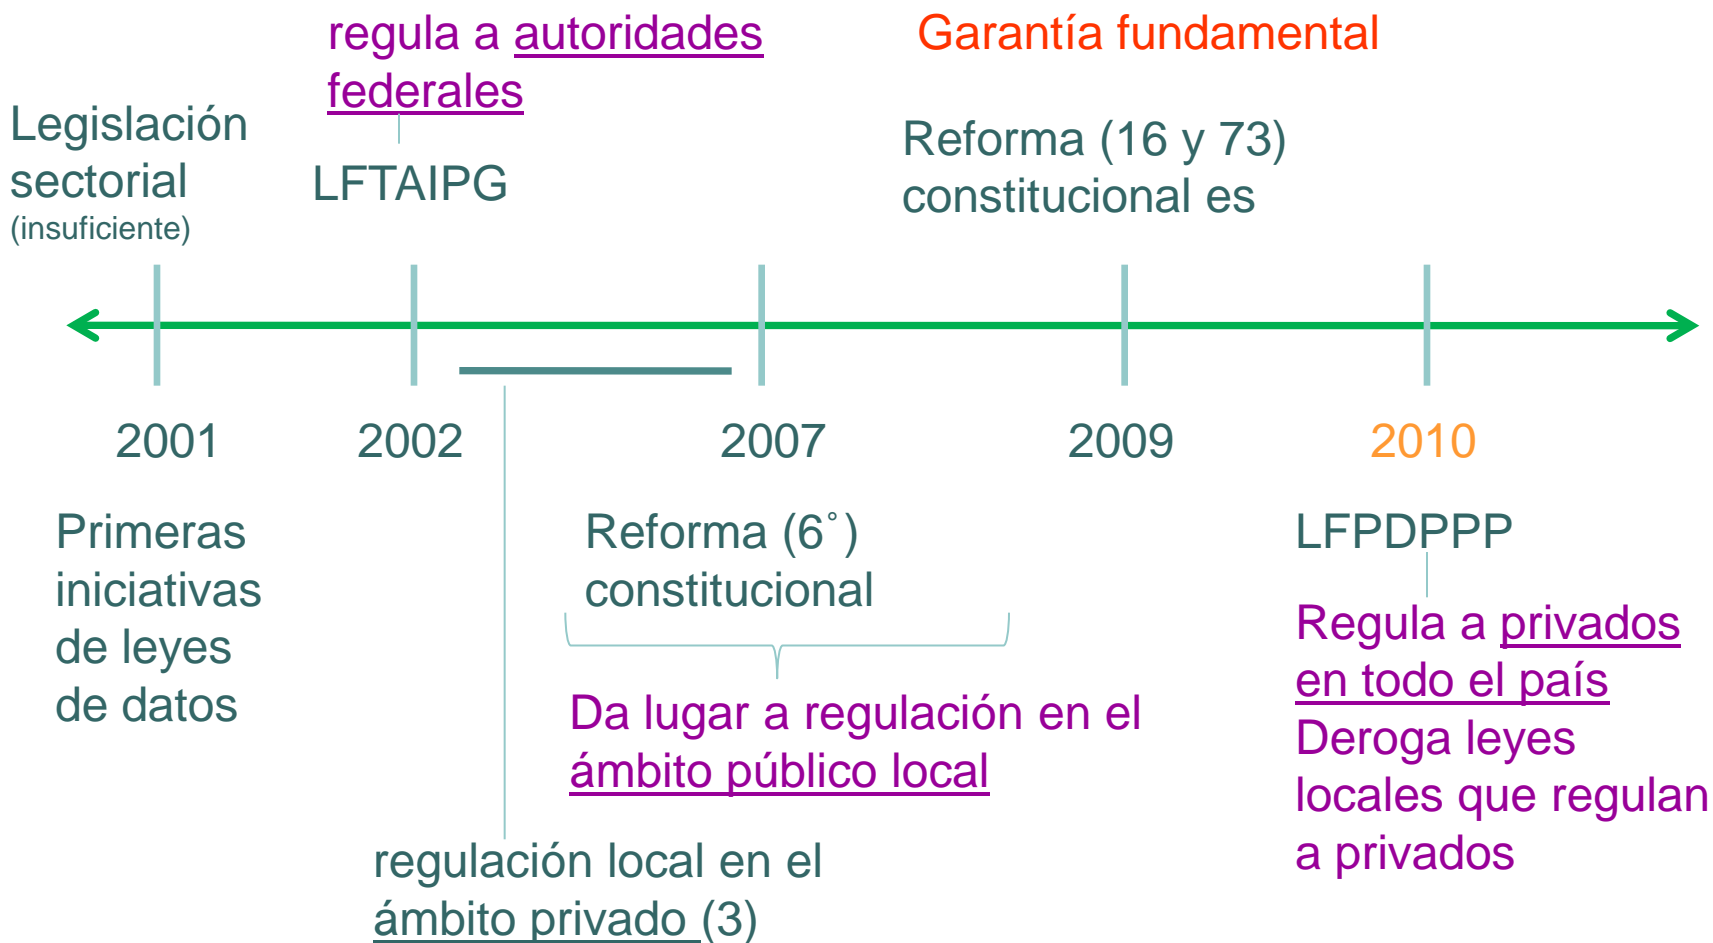 regula a autoridades
federales
Garantía fundamental
Legislación
sectorial
(insuficiente)
LFTAIPG
Reforma (16 y 73)
constitucional es
2001
2002
2007
2009
2010
Primeras
iniciativas
de leyes
de datos
Reforma (6°)
constitucional
Da lugar a regulación en el
ámbito público local
regulación local en el
ámbito privado (3)
LFPDPPP
Regula a privados
en todo el país
Deroga leyes
locales que regulan
a privados